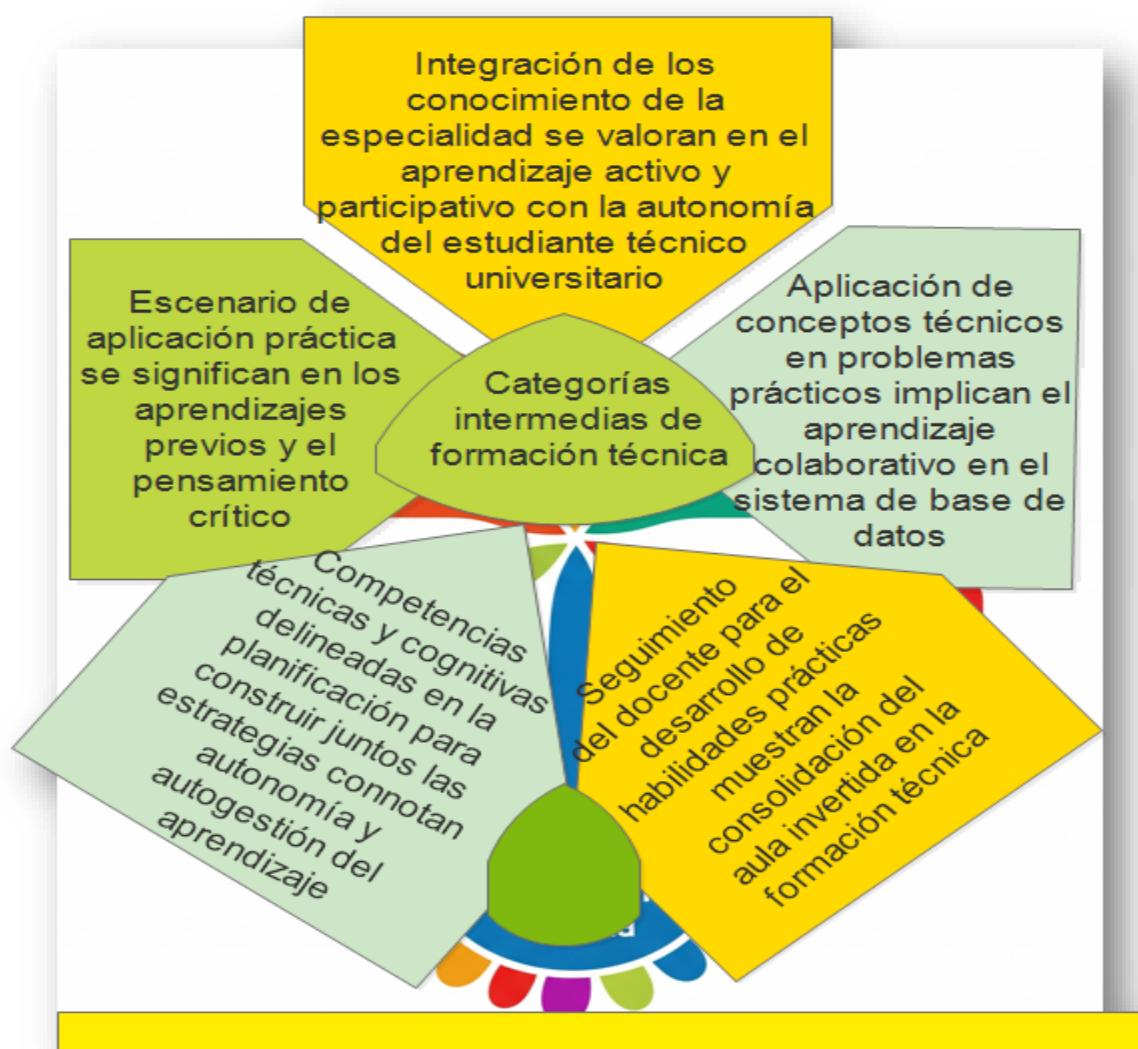 Integración de los
conocimiento de la
especialidad se valoran en el
aprendizaje activo y
participativo con la autonomía
del estudiante técnico
universitario
Escenario de
aplicación práctica
se significan en los
aprendizajes
previos y el
pensamiento
crítico
Categorías
intermedias de
formación técnica
Aplicación de
conceptos técnicos
en problemas
prácticos implican el
aprendizaje
colaborativo en el
sistema de base de
datos
Competencias
técnicas y cognitivas
delineadas en la
planificación para
construir juntos las
estrategias connotan
autonomía y
autogestión del
aprendizaje
Seguimiento
del docente para el
desarrollo de
habilidades prácticas
muestran la
consolidación del
aula invertida en la
formación técnica